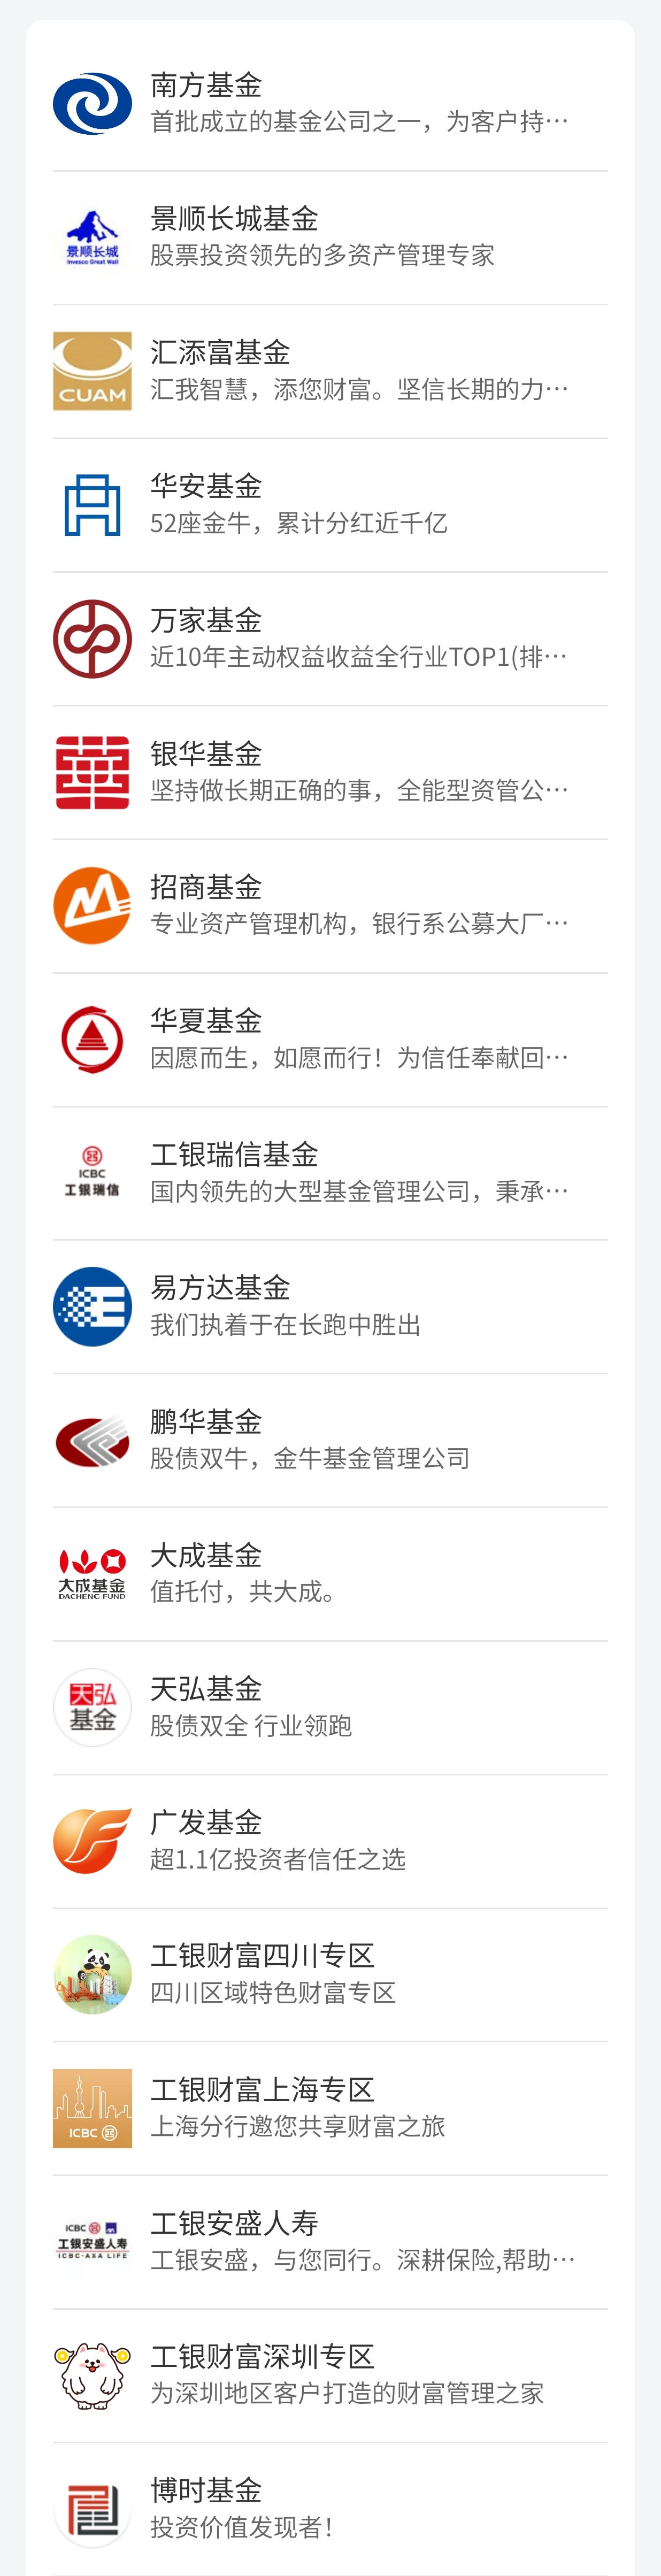 南方基金
首批成立的基金公司之一，为客户持…
景顺长城
Invesco Great Wall
景顺长城基金
股票投资领先的多资产管理专家
CUAM
汇添富基金
汇我智慧，添您财富。坚信长期的力…
华安基金
52座金牛，累计分红近千亿
万家基金
近10年主动权益收益全行业TOP1(排…
银华基金
坚持做长期正确的事，全能型资管公…
招商基金
专业资产管理机构，银行系公募大厂…
华夏基金
因愿而生，如愿而行！为信任奉献回…
ICBC
工银瑞信
工银瑞信基金
国内领先的大型基金管理公司，秉承…
易方达基金
我们执着于在长跑中胜出
鹏华基金
股债双牛，金牛基金管理公司
大成基金
DACHENG FUND
大成基金
值托付，共大成。
天弘
基金
天弘基金
股债双全 行业领跑
广发基金
超1.1亿投资者信任之选
工银财富四川专区
四川区域特色财富专区
ICBC
工银财富上海专区
上海分行邀您共享财富之旅
ICBC AXA
工银安盛人寿
ICBC-AXA LIFE
工银安盛人寿
工银安盛，与您同行。深耕保险,帮助…
工银财富深圳专区
为深圳地区客户打造的财富管理之家
博时基金
投资价值发现者！